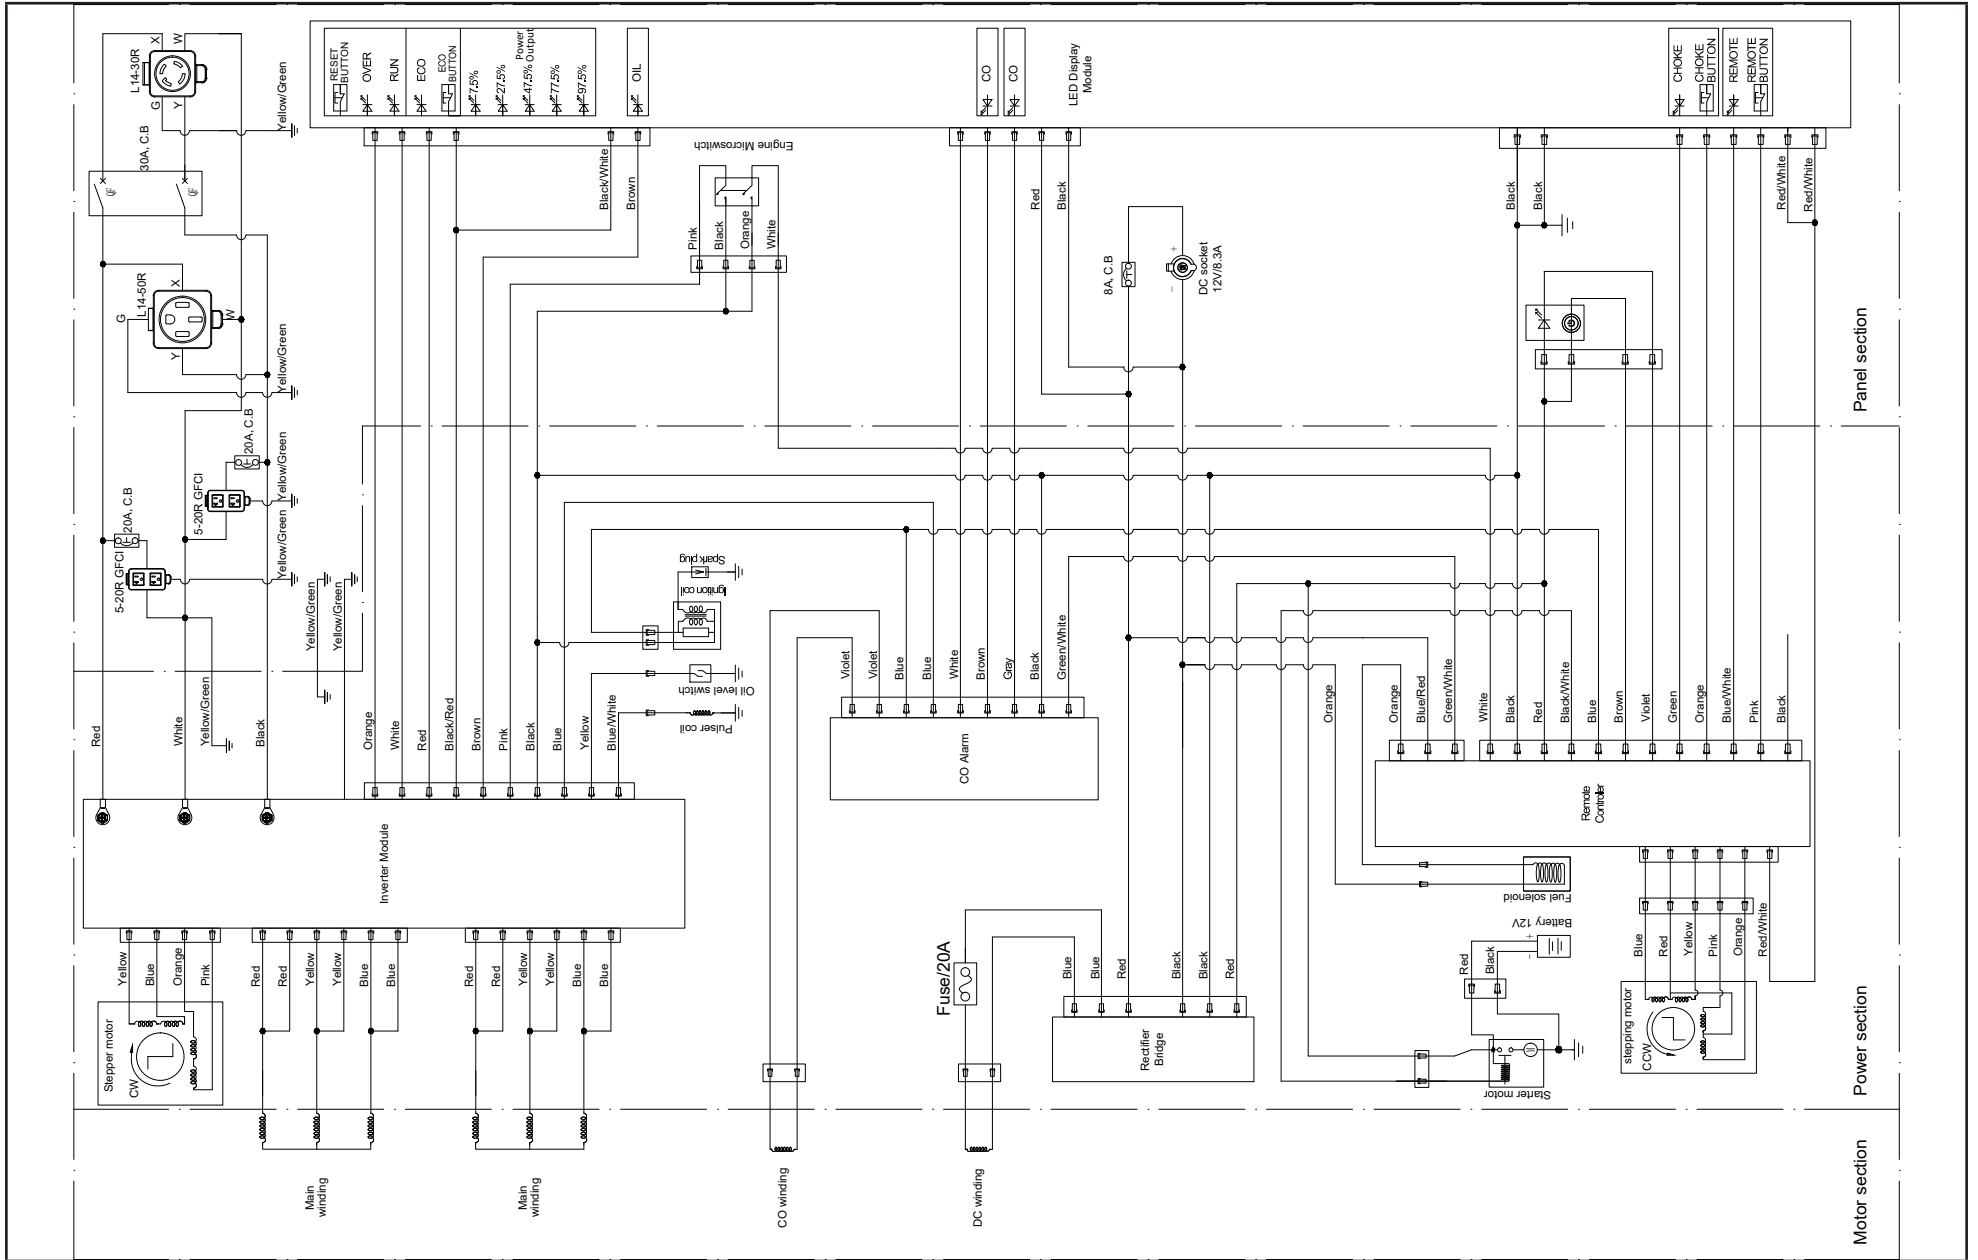 L14-30R
X
W
G
Y
Yellow/Green
30A, C.B
L14-50R
G
X
Y
W
Yellow/Green
20A, C.B
5-20R GFCI
Yellow/Green
20A, C.B
5-20R GFCI
Yellow/Green
Yellow/Green
Yellow/Green
Yellow/Green
Red
White
Yellow/Green
Black
RESET
BUTTON
OVER
RUN
ECO
ECO
BUTTON
7.5%
27.5%
47.5%
77.5%
97.5%
Power
Output
OIL
CO
CO
LED Display
Module
CHOKE
CHOKE
BUTTON
REMOTE
REMOTE
BUTTON
Black/White
Brown
Engine Microswitch
Pink
Black
Orange
White
Red
Black
8A, C.B
+
-
DC socket
12V/8.3A
Black
Black
Red/White
Red/White
Panel section
Spark plug
Ignition coil
Oil level switch
Pulser coil
Orange
White
Red
Black/Red
Brown
Pink
Black
Blue
Yellow
Blue/White
Inverter Module
Violet
Violet
Blue
Blue
White
Brown
Gray
Black
Green/White
CO Alarm
Orange
Orange
Blue/Red
Green/White
White
Black
Red
Black/White
Blue
Brown
Violet
Green
Orange
Blue/White
Pink
Black
Remote
Controller
Fuel solenoid
Battery 12V
+
-
Red
Black
Starter motor
Blue
Red
Yellow
Pink
Orange
Red/White
stepping motor
CCW
Yellow
Blue
Orange
Pink
Stepper motor
CW
Red
Red
Yellow
Yellow
Blue
Blue
Red
Red
Yellow
Yellow
Blue
Blue
Fuse/20A
Blue
Blue
Red
Black
Black
Red
Rectifier
Bridge
Power section
Main
winding
Main
winding
CO winding
DC winding
Motor section